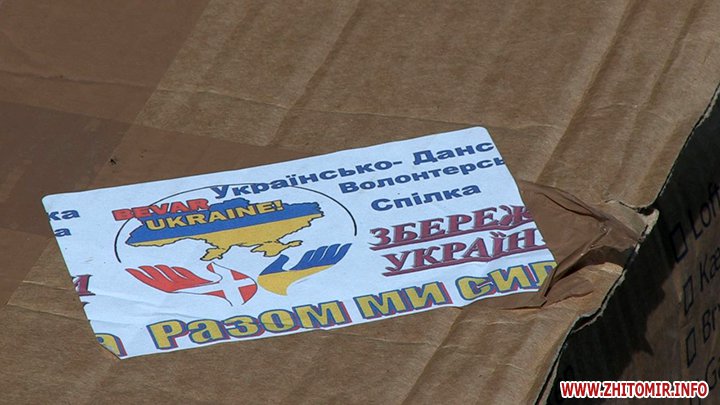 Українсько- Данс
Волонтерсь
Спілка
BEVAR
UKRAINE!
ЗБЕРЕЖ
УКРАЇН
Разом ми сил
WWW.ZHITOMIR.INFO